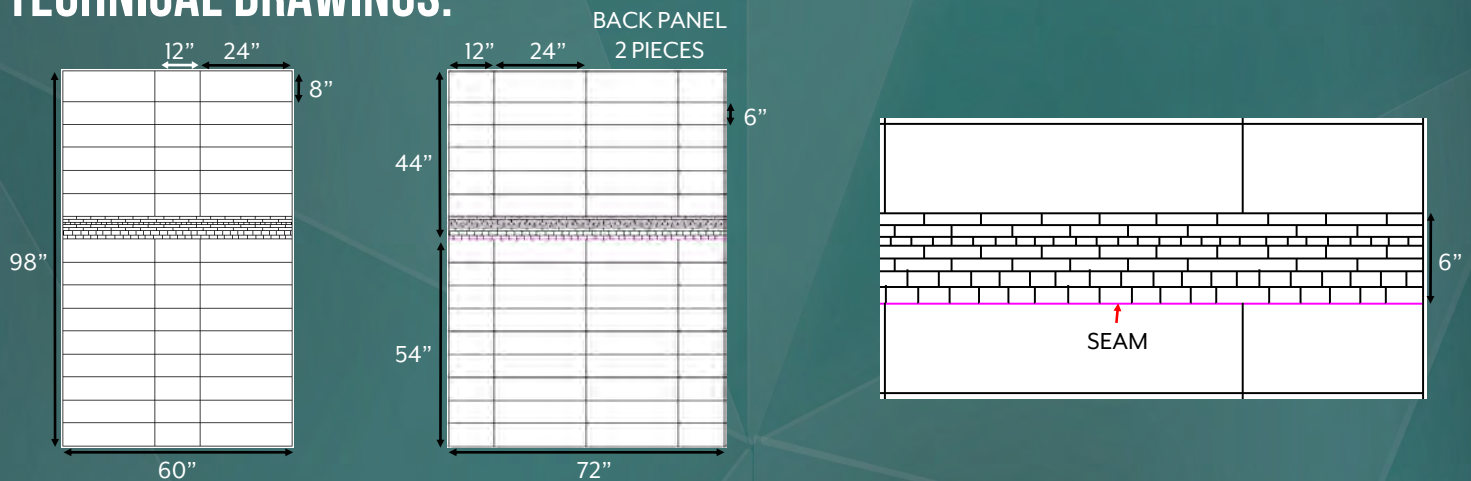 TECHNICAL DRAWINGS:
12” 24”
8”
98”
60”
BACK PANEL
2 PIECES
12” 24”
6”
44”
54”
72”
6”
SEAM